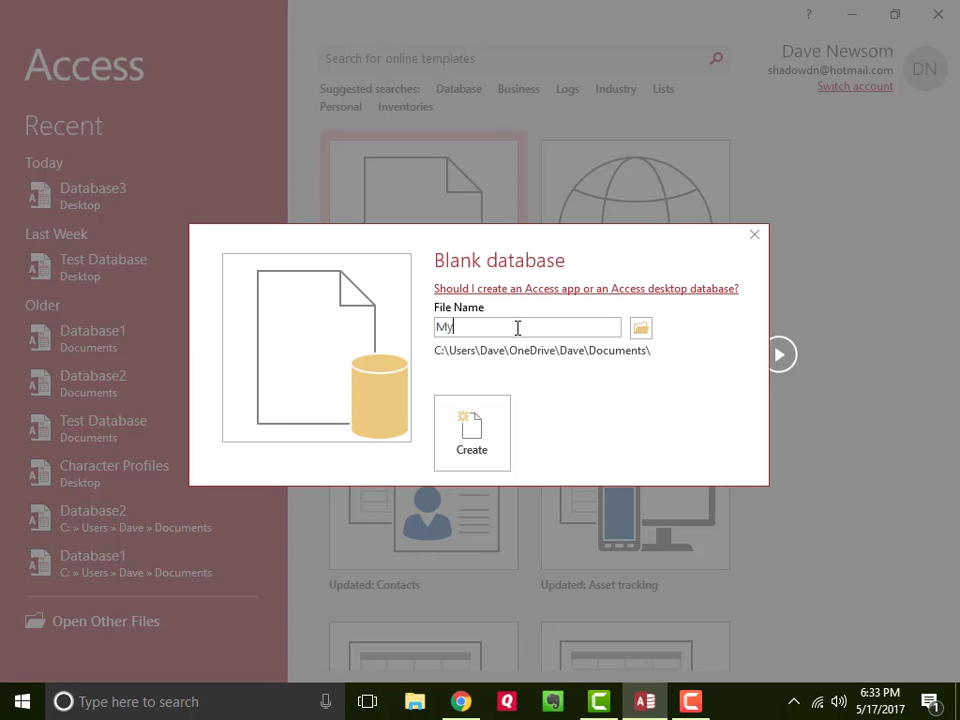 ?
Access
Search for online templates
Dave Newsom
shadowdn@hotmail.com
DN
Switch account
Suggested searches: Database Business Logs Industry Lists
Personal Inventories
Recent
Today
Database3
Desktop
Last Week
Test Database
Desktop
Older
Database1
Documents
Database2
Documents
Test Database
Documents
Character Profiles
Desktop
Database2
C: » Users » Dave » Documents
Database1
C: » Users » Dave » Documents
Open Other Files
Blank database
Should I create an Access app or an Access desktop database?
File Name
My
C:\Users\Dave\OneDrive\Dave\Documents\
Create
Updated: Contacts
Updated: Asset tracking
Type here to search
6:33 PM
5/17/2017
1